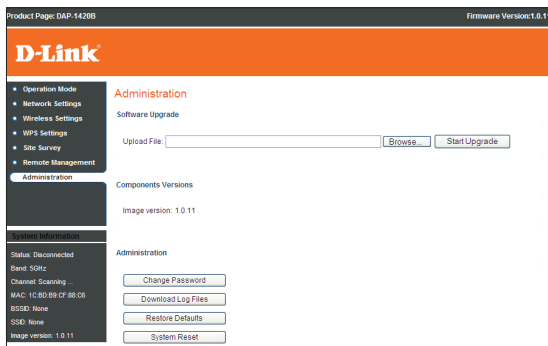 Product Page: DAP-1420B
Firmware Version:1.0.11
D-Link
Operation Mode
Network Settings
Wireless Settings
WPS Settings
Site Survey
Remote Management
Administration
System Information
Status: Disconnected
Band: 5GHz
Channel: Scanning ...
MAC: 1C:BD:B9:CF:88:C6
BSSID: None
SSID: None
Image version: 1.0.11
Administration
Software Upgrade
Upload File:
Browse...
Start Upgrade
Components Versions
Image version: 1.0.11
Administration
Change Password
Download Log Files
Restore Defaults
System Reset